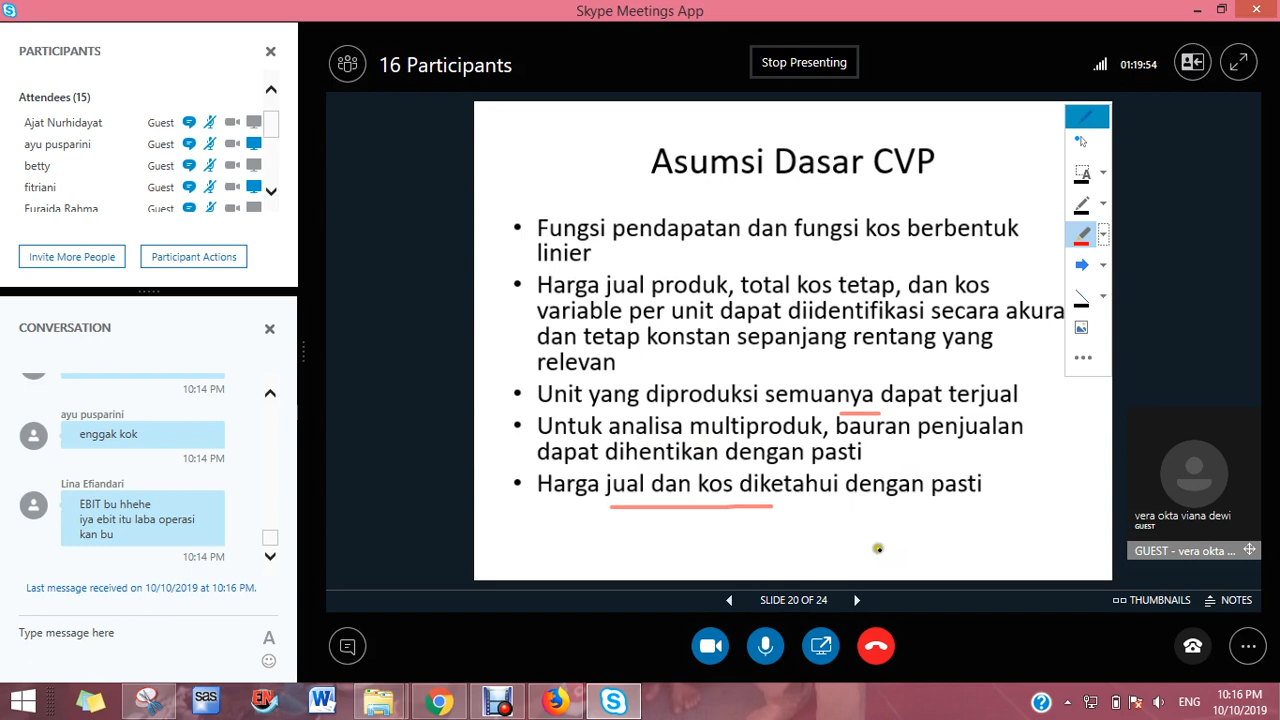 Skype Meetings App
PARTICIPANTS
Attendees (15)
Ajat Nurhidayat Guest
ayu pusparini Guest
betty Guest
fitriani Guest
Furaida Rahma Guest
Invite More People
Participant Actions
CONVERSATION
10:14 PM
ayu pusparini
enggak kok
10:14 PM
Lina Efiandari
EBIT bu hhehe
iya ebit itu laba operasi
kan bu
10:14 PM
Last message received on 10/10/2019 at 10:16 PM.
Type message here
A
16 Participants
Stop Presenting
01:19:54
Asumsi Dasar CVP
• Fungsi pendapatan dan fungsi kos berbentuk
linier
• Harga jual produk, total kos tetap, dan kos
variable per unit dapat diidentifikasi secara akura
dan tetap konstan sepanjang rentang yang
relevan
• Unit yang diproduksi semuanya dapat terjual
• Untuk analisa multiproduk, bauran penjualan
dapat dihentikan dengan pasti
• Harga jual dan kos diketahui dengan pasti
A
vera okta viana dewi
GUEST
GUEST - vera okta ...
SLIDE 20 OF 24
THUMBNAILS
NOTES
sas
EN
W
S
?
ENG
10:16 PM
10/10/2019